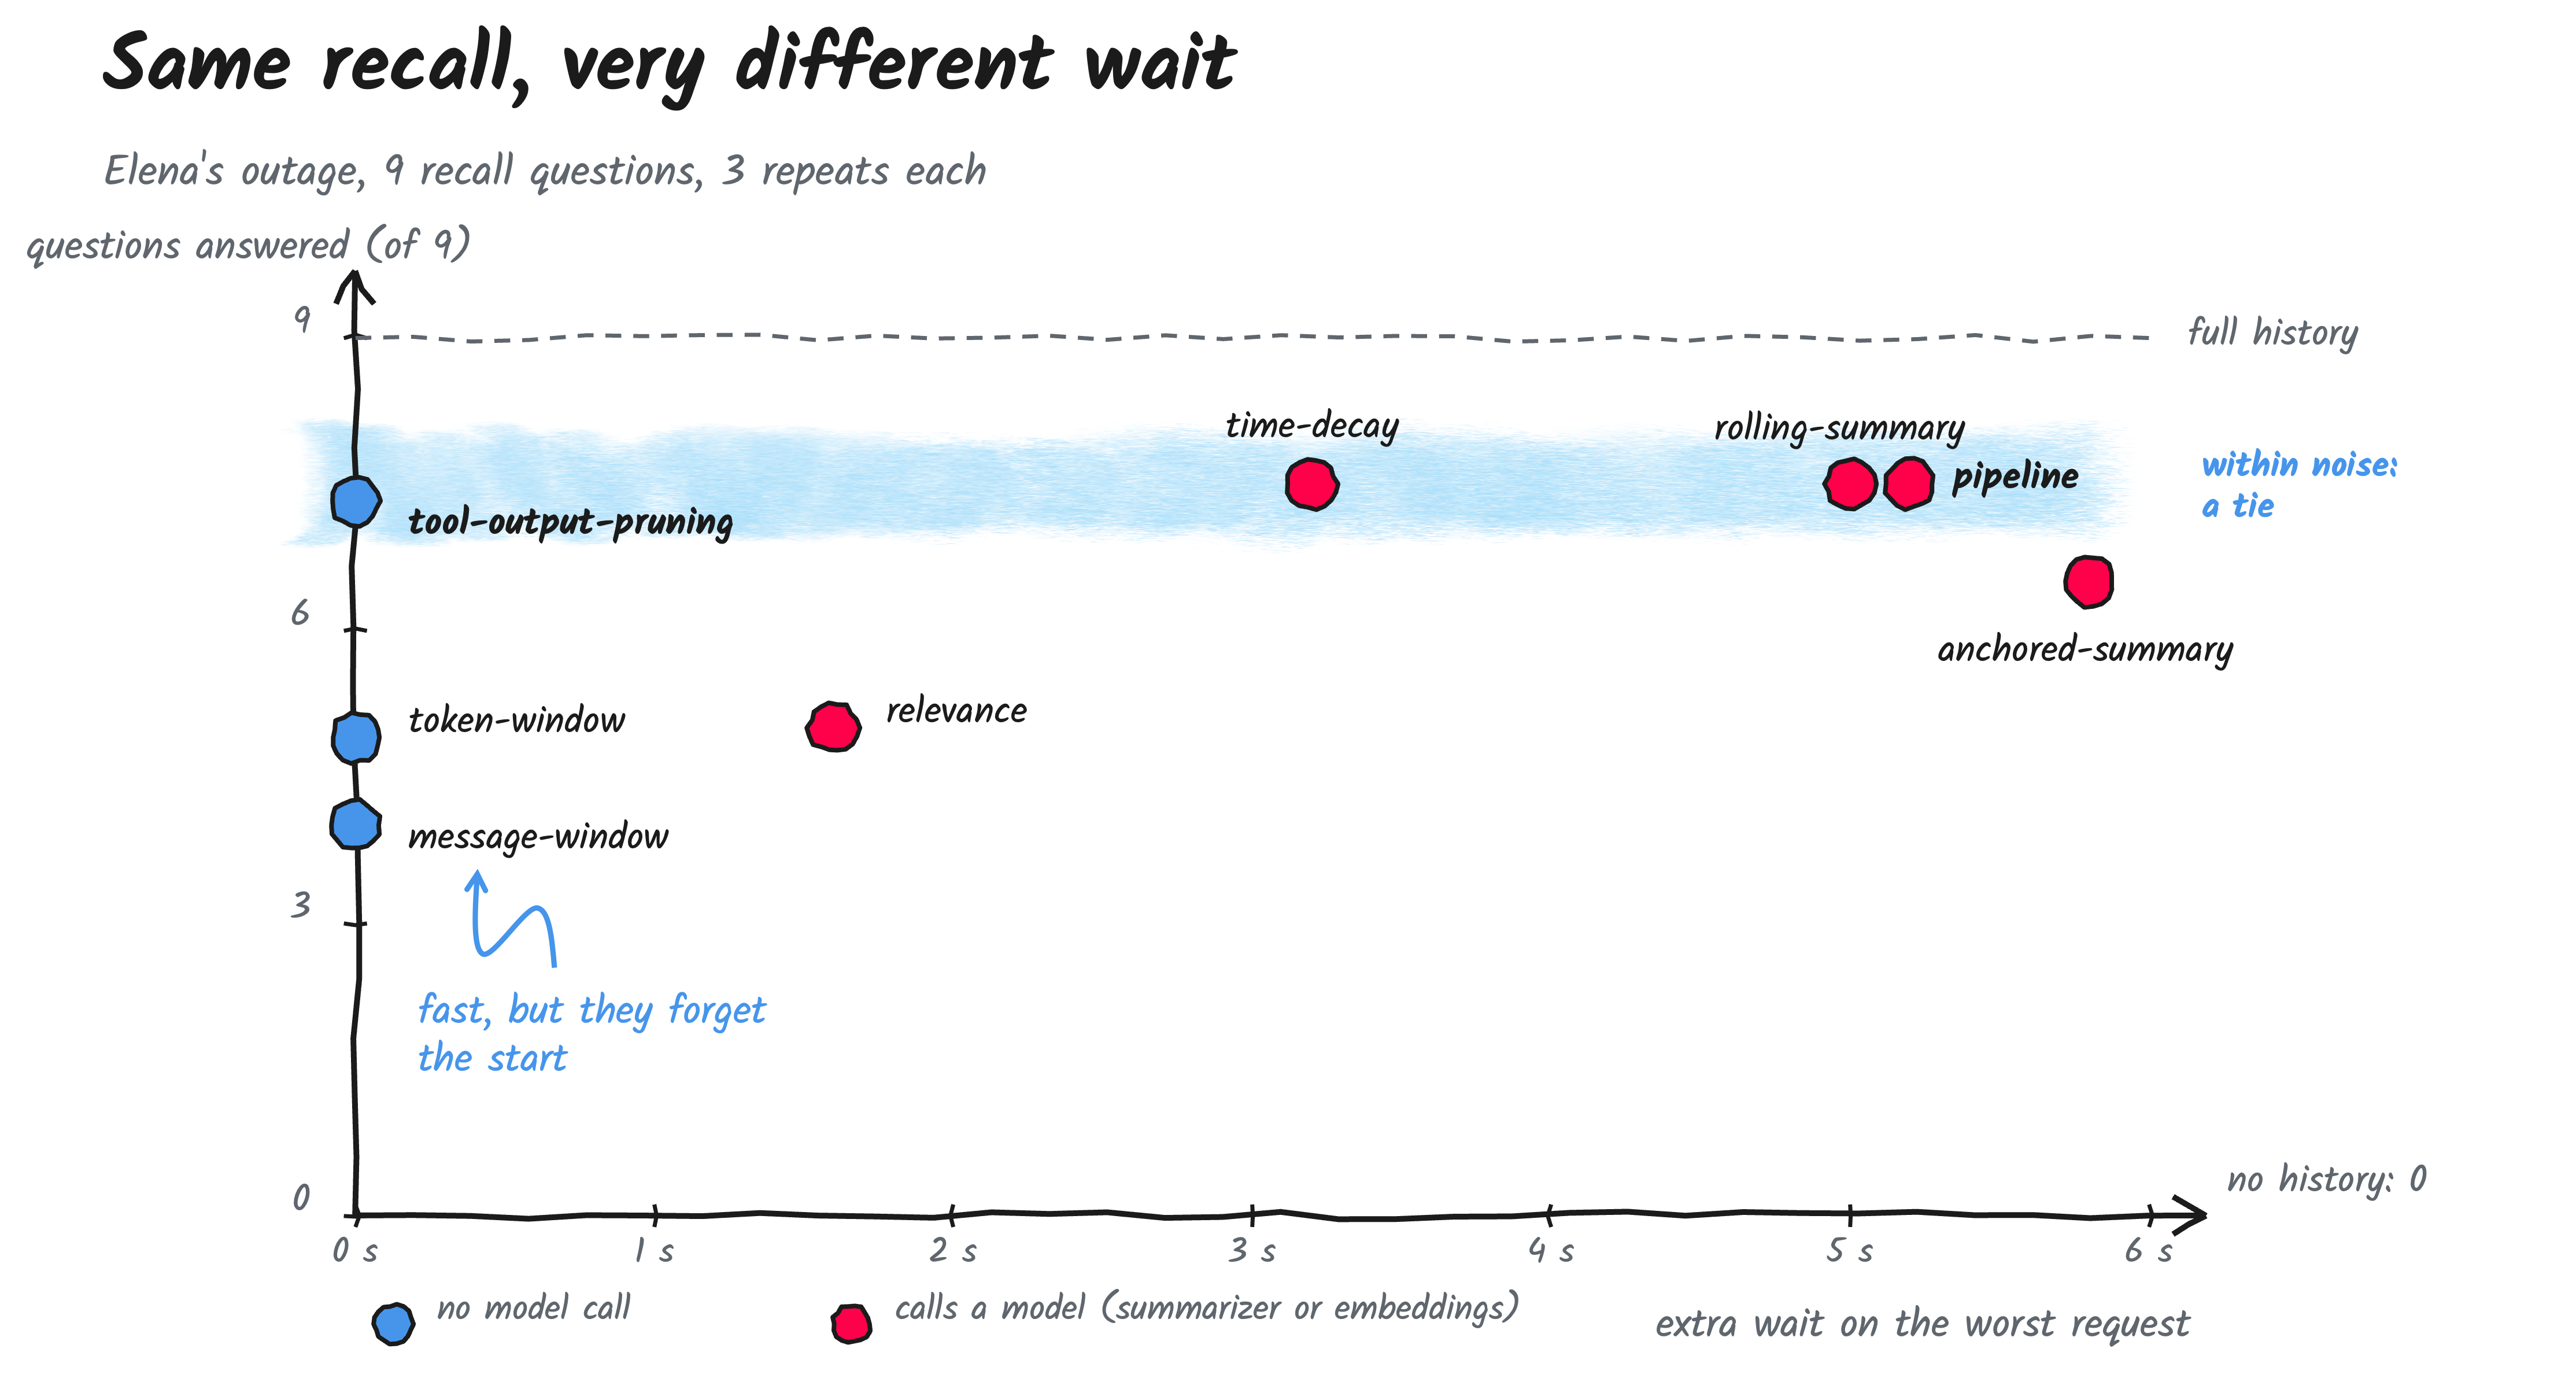 Same recall, very different wait
Elena's outage, 9 recall questions, 3 repeats each
questions answered (of 9)
9
full history
time-decay
rolling-summary
pipeline
within noise:
a tie
tool-output-pruning
6
anchored-summary
token-window
relevance
message-window
3
fast, but they forget
the start
0
no history: 0
0 s
1 s
2 s
3 s
4 s
5 s
6 s
no model call
calls a model (summarizer or embeddings)
extra wait on the worst request